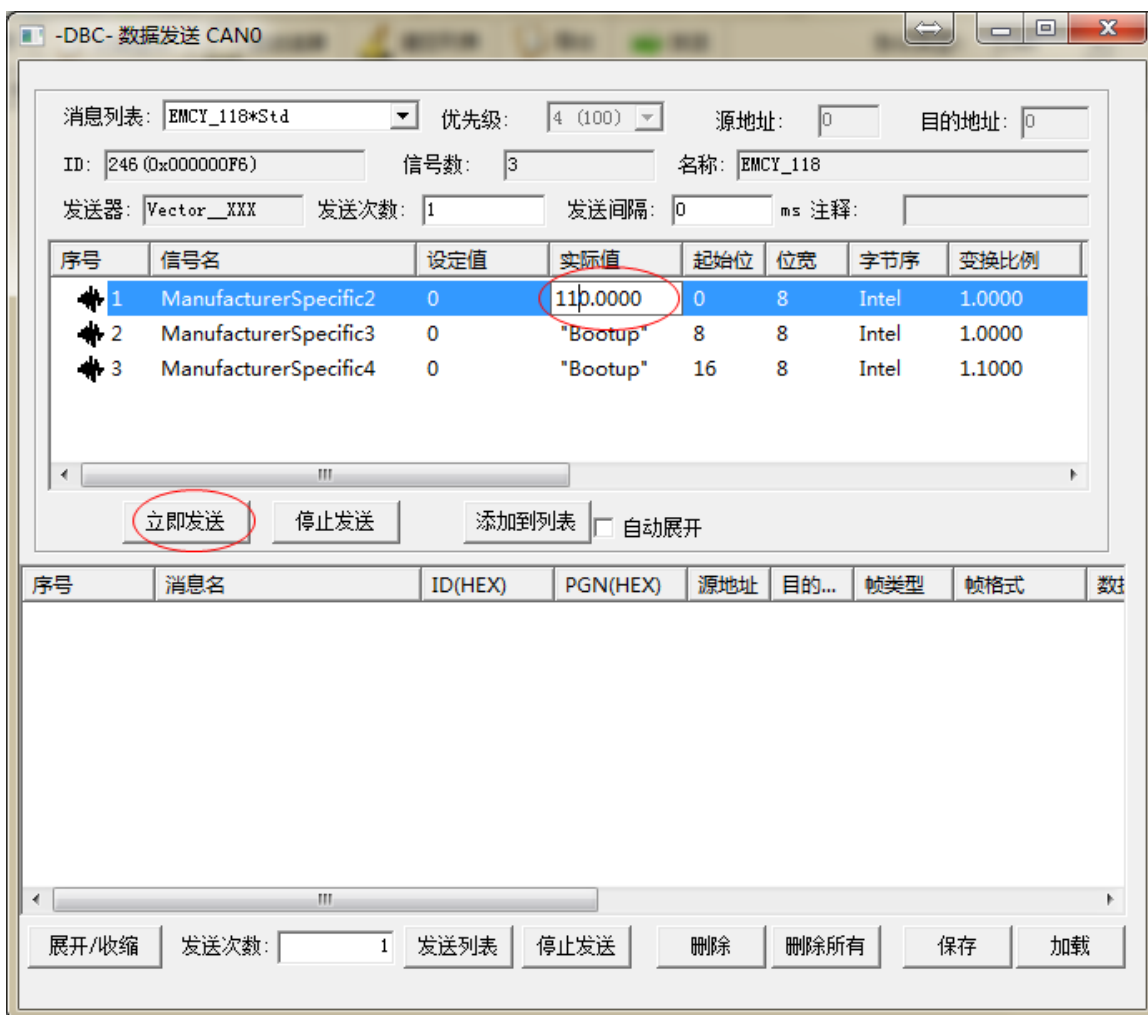 -DBC- 数据发送 CAN0
消息列表: EMCY_118*Std 优先级: 4 (100) 源地址: 0 目的地址: 0
ID: 246(0x000000F6) 信号数: 3 名称: EMCY_118
发送器: Vector__XXX 发送次数: 1 发送间隔: 0 ms 注释:
序号 信号名 设定值 实际值 起始位 位宽 字节序 变换比例
1 ManufacturerSpecific2 0 110.0000 0 8 Intel 1.0000
2 ManufacturerSpecific3 0 "Bootup" 8 8 Intel 1.0000
3 ManufacturerSpecific4 0 "Bootup" 16 8 Intel 1.1000
立即发送 停止发送 添加到列表 自动展开
序号 消息名 ID(HEX) PGN(HEX) 源地址 目的... 帧类型 帧格式 数据
展开/收缩 发送次数: 1 发送列表 停止发送 删除 删除所有 保存 加载